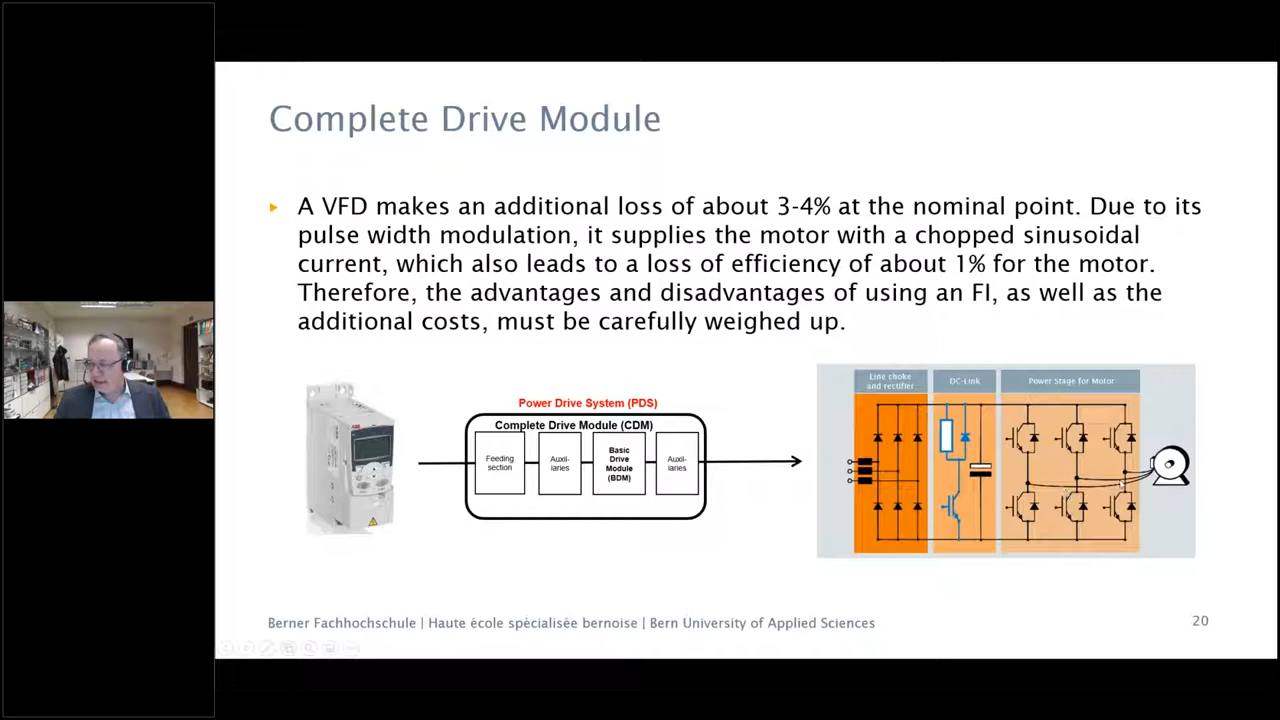 Complete Drive Module
A VFD makes an additional loss of about 3-4% at the nominal point. Due to its
pulse width modulation, it supplies the motor with a chopped sinusoidal
current, which also leads to a loss of efficiency of about 1% for the motor.
Therefore, the advantages and disadvantages of using an FI, as well as the
additional costs, must be carefully weighed up.
ABB
Power Drive System (PDS)
Complete Drive Module (CDM)
Feeding
section
Auxil-
iaries
Basic
Drive
Module
(BDM)
Auxil-
iaries
Line choke
and rectifier
DC-Link
Power Stage for Motor
Berner Fachhochschule | Haute école spécialisée bernoise | Bern University of Applied Sciences
20